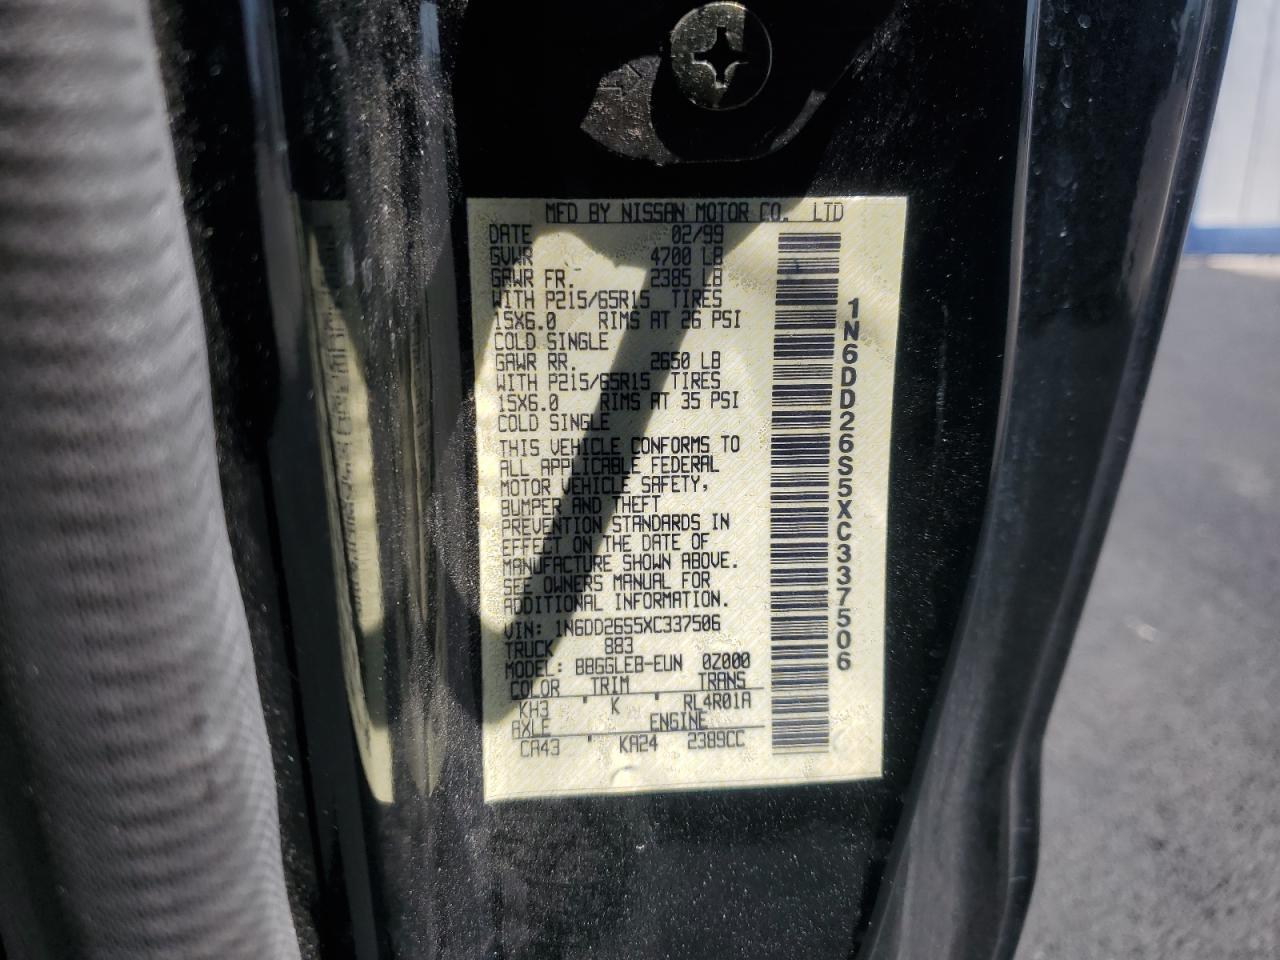 MFD BY NISSAN MOTOR CO., LTD
DATE 02/99
GVWR 4700 LB
GAWR FR. 2385 LB
WITH P215/65R15 TIRES
15X6.0 RIMS AT 26 PSI
COLD SINGLE
GAWR RR. 2650 LB
WITH P215/65R15 TIRES
15X6.0 RIMS AT 35 PSI
COLD SINGLE
THIS VEHICLE CONFORMS TO
ALL APPLICABLE FEDERAL
MOTOR VEHICLE SAFETY,
BUMPER AND THEFT
PREVENTION STANDARDS IN
EFFECT ON THE DATE OF
MANUFACTURE SHOWN ABOVE.
SEE OWNERS MANUAL FOR
ADDITIONAL INFORMATION.
VIN: 1N6DD26S5XC337506
TRUCK 883
MODEL: BBGGLEB-EUN 0Z000
COLOR TRIM TRANS
KH3 ' K ' RL4R01A
AXLE ENGINE
CA43 ' KA24 2389CC
1N6DD26S5XC337506